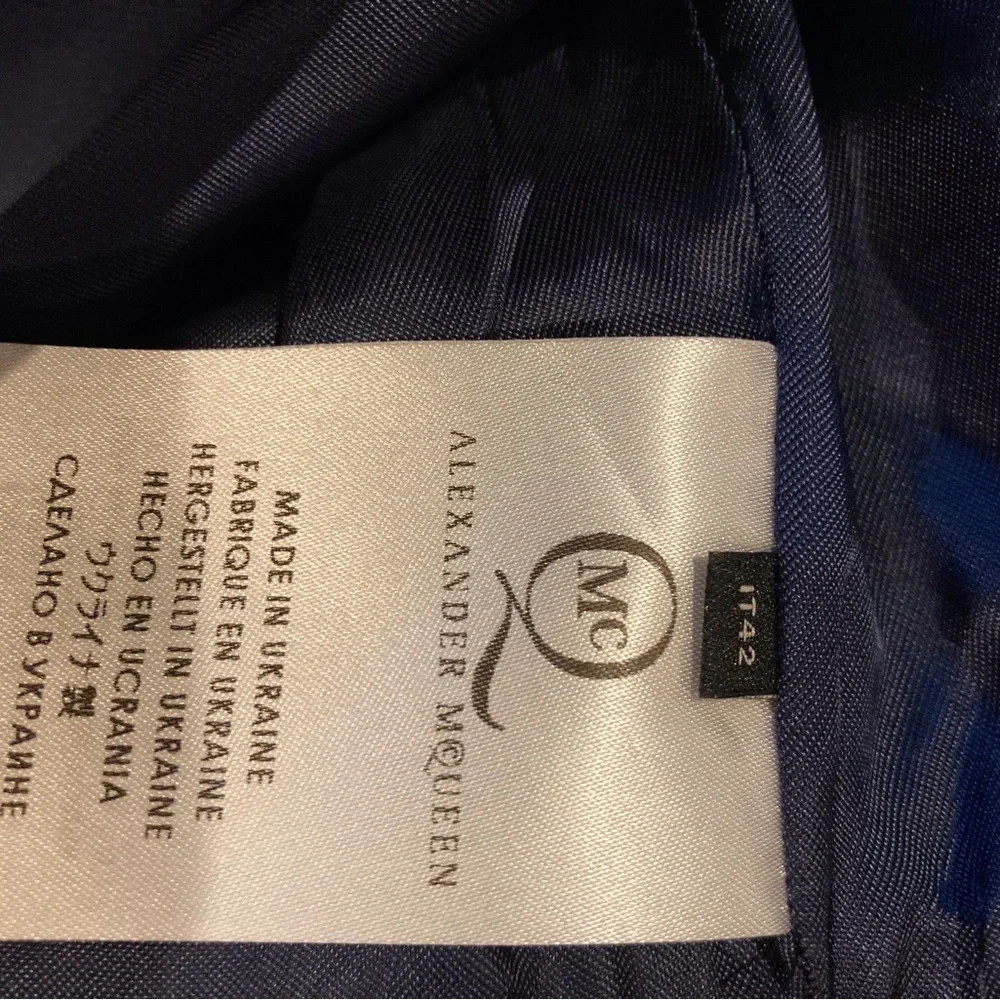 IT42
MC
ALEXANDER MCQUEEN
MADE IN UKRAINE
FABRIQUE EN UKRAINE
HERGESTELLT IN UKRAINE
HECHO EN UCRANIA
ウクライナ製
СДЕЛАНО В УКРАИНЕ